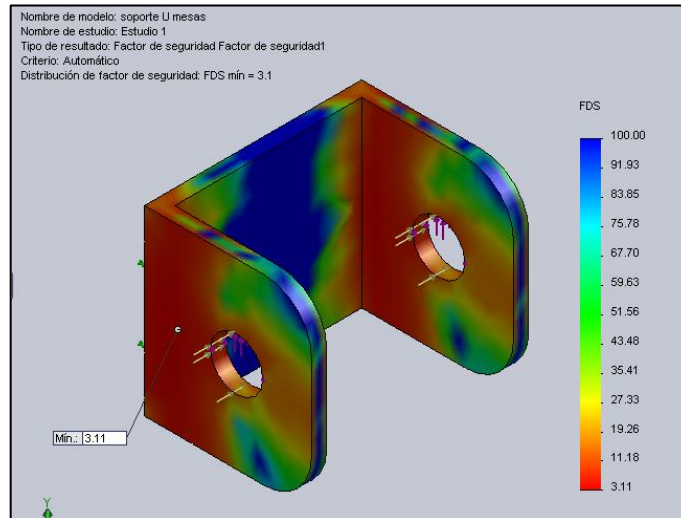 Nombre de modelo: soporte U mesas
Nombre de estudio: Estudio 1
Tipo de resultado: Factor de seguridad Factor de seguridad1
Criterio: Automático
Distribución de factor de seguridad: FDS mín = 3.1
FDS
100.00
91.93
83.85
75.78
67.70
59.63
51.56
43.48
35.41
27.33
19.26
11.18
3.11
Mín.: 3.11
Y